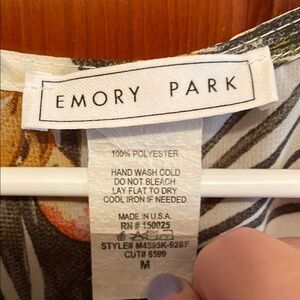 EMORY PARK
100% POLYESTER
HAND WASH COLD
DO NOT BLEACH
LAY FLAT TO DRY
COOL IRON IF NEEDED
MADE IN U.S.A.
RN # 150025
STYLE# M4595K-92SF
CUT# 6599
M